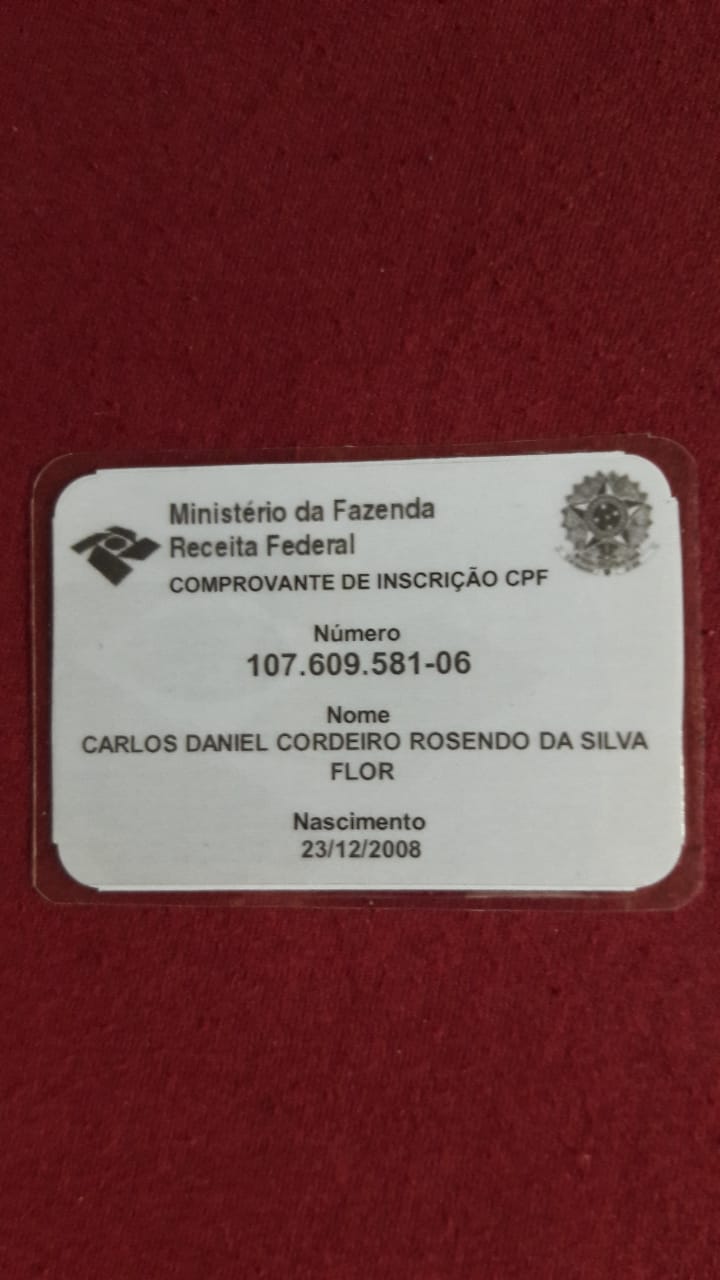 Ministério da Fazenda
Receita Federal
COMPROVANTE DE INSCRIÇÃO CPF
Número
107.609.581-06
Nome
CARLOS DANIEL CORDEIRO ROSENDO DA SILVA
FLOR
Nascimento
23/12/2008